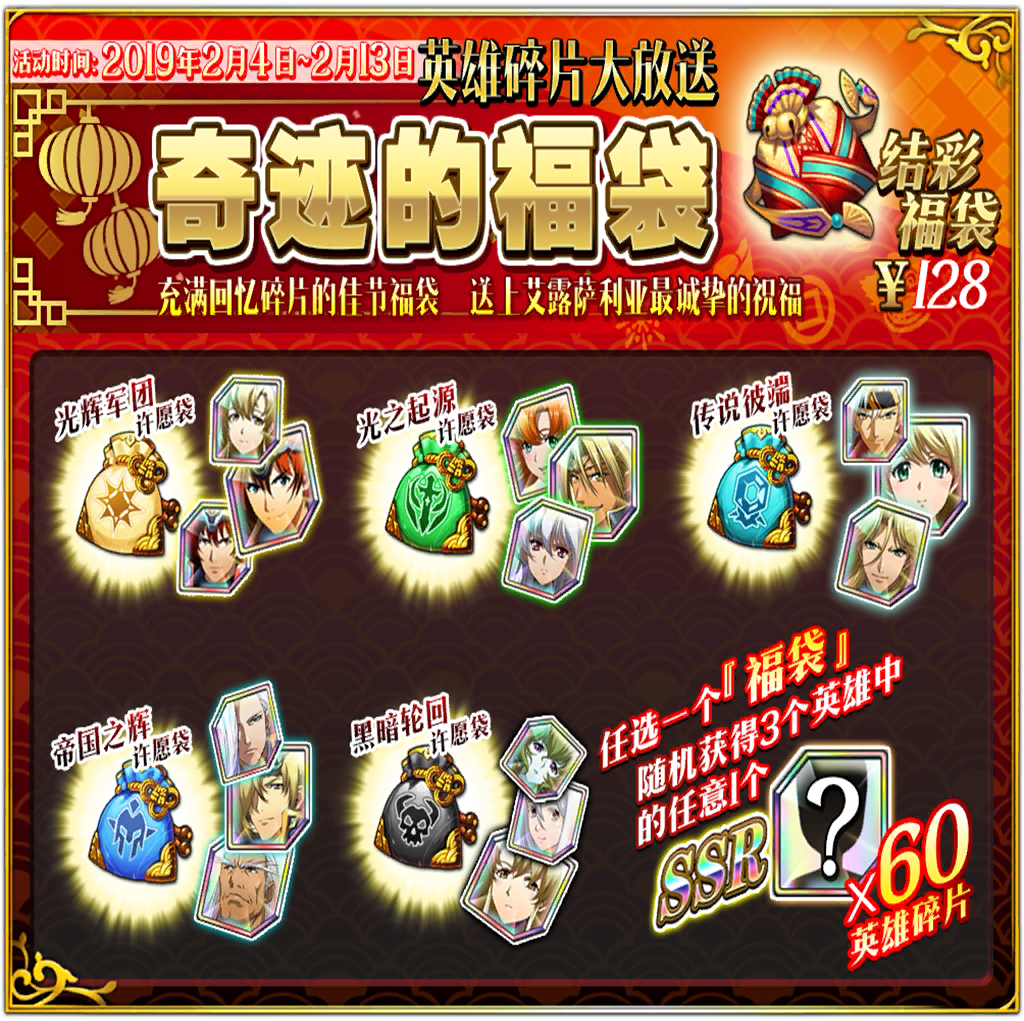 活动时间: 2019年2月4日~2月13日
英雄碎片大放送
奇迹的福袋
结彩
福袋
¥128
充满回忆碎片的佳节福袋 送上艾露萨利亚最诚挚的祝福
光辉军团
许愿袋
光之起源
许愿袋
传说彼端
许愿袋
帝国之辉
许愿袋
黑暗轮回
许愿袋
任选一个『福袋』
随机获得3个英雄中
的任意1个
SSR
?
×60
英雄碎片